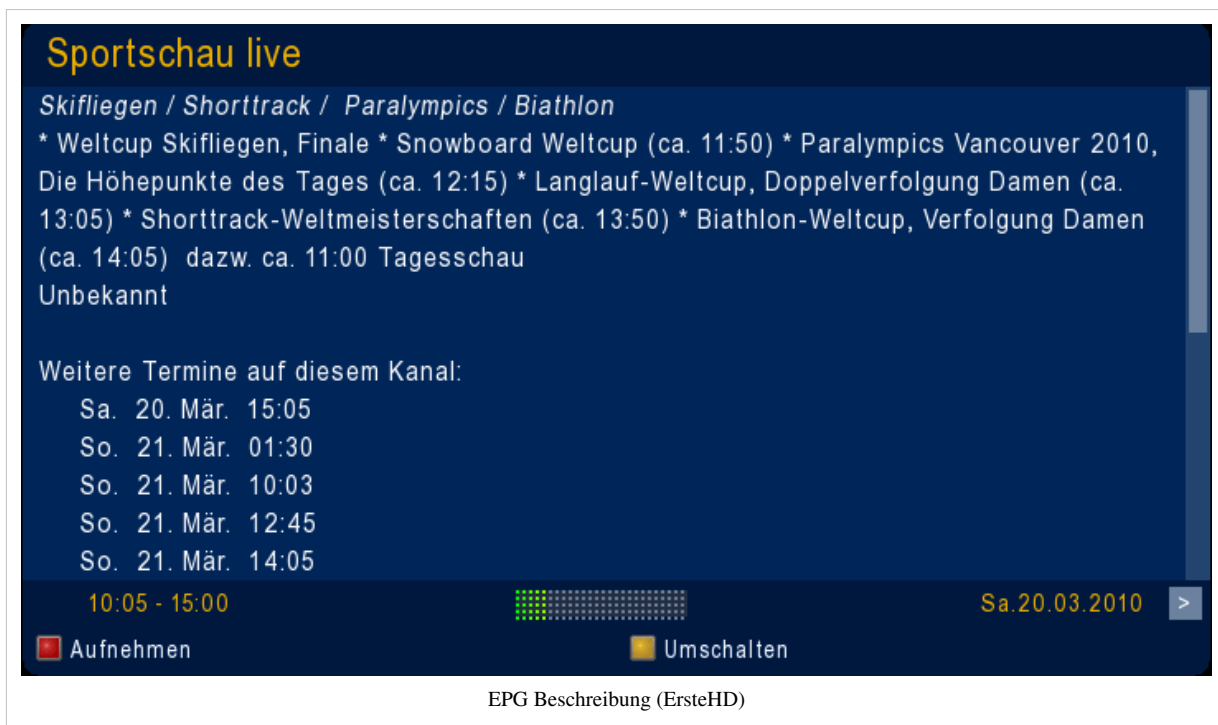 Sportschau live
Skifliegen / Shorttrack /  Paralympics / Biathlon
* Weltcup Skifliegen, Finale * Snowboard Weltcup (ca. 11:50) * Paralympics Vancouver 2010,
Die Höhepunkte des Tages (ca. 12:15) * Langlauf-Weltcup, Doppelverfolgung Damen (ca.
13:05) * Shorttrack-Weltmeisterschaften (ca. 13:50) * Biathlon-Weltcup, Verfolgung Damen
(ca. 14:05)  dazw. ca. 11:00 Tagesschau
Unbekannt
Weitere Termine auf diesem Kanal:
Sa.  20. Mär.  15:05
So.  21. Mär.  01:30
So.  21. Mär.  10:03
So.  21. Mär.  12:45
So.  21. Mär.  14:05
10:05 - 15:00 Sa.20.03.2010 >
Aufnehmen Umschalten
EPG Beschreibung (ErsteHD)